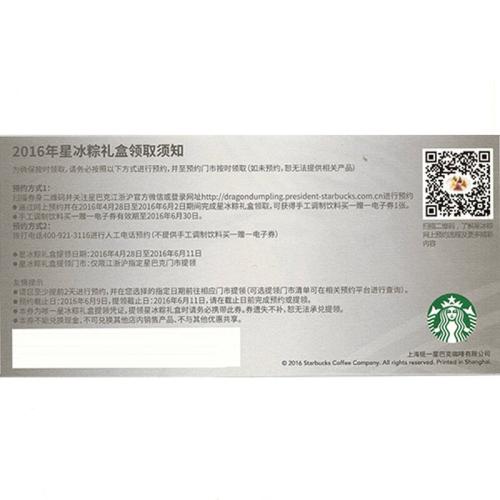 2016年星冰粽礼盒领取须知
为确保按时领取，请务必按照以下方式进行预约，并至预约门市按时领取（如未预约，恕无法提供相关产品）
预约方式1：
扫描券身二维码并关注星巴克江浙沪官方微信或登录网址http://dragondumpling.president-starbucks.com.cn进行预约
● 通过网上预约并在2016年4月28日至2016年6月2日期间完成星冰粽礼盒领取，可获得手工调制饮料买一赠一电子券1张。
● 手工调制饮料买一赠一电子券有效期至2016年6月30日。
预约方式2：
拨打电话400-921-3116进行人工电话预约（不提供手工调制饮料买一赠一电子券）
● 星冰粽礼盒提领日期：2016年4月28日至2016年6月11日
● 星冰粽礼盒提领门市：仅限江浙沪指定星巴克门市提领
友情提示
● 请您至少提前2天进行预约，并在您选择的指定日期前往相应门市提领（可选提领门市清单可在相关预约平台进行查询）。
● 预约截止日：2016年6月9日，提领截止日：2016年6月11日，请在截止日前完成预约或提领。
● 本券为唯一星冰粽礼盒提领凭证，提领星冰粽礼盒时请务必携带此券。券遗失不补，恕无法承兑提领。
● 本券不能兑换现金，不可兑换其他店内销售产品、不与其他优惠共享。
扫描二维码，了解星冰粽
网上预约流程及更多精彩
内容
上海统一星巴克咖啡有限公司
© 2016 Starbucks Coffee Company. All rights reserved. Printed in Shanghai.